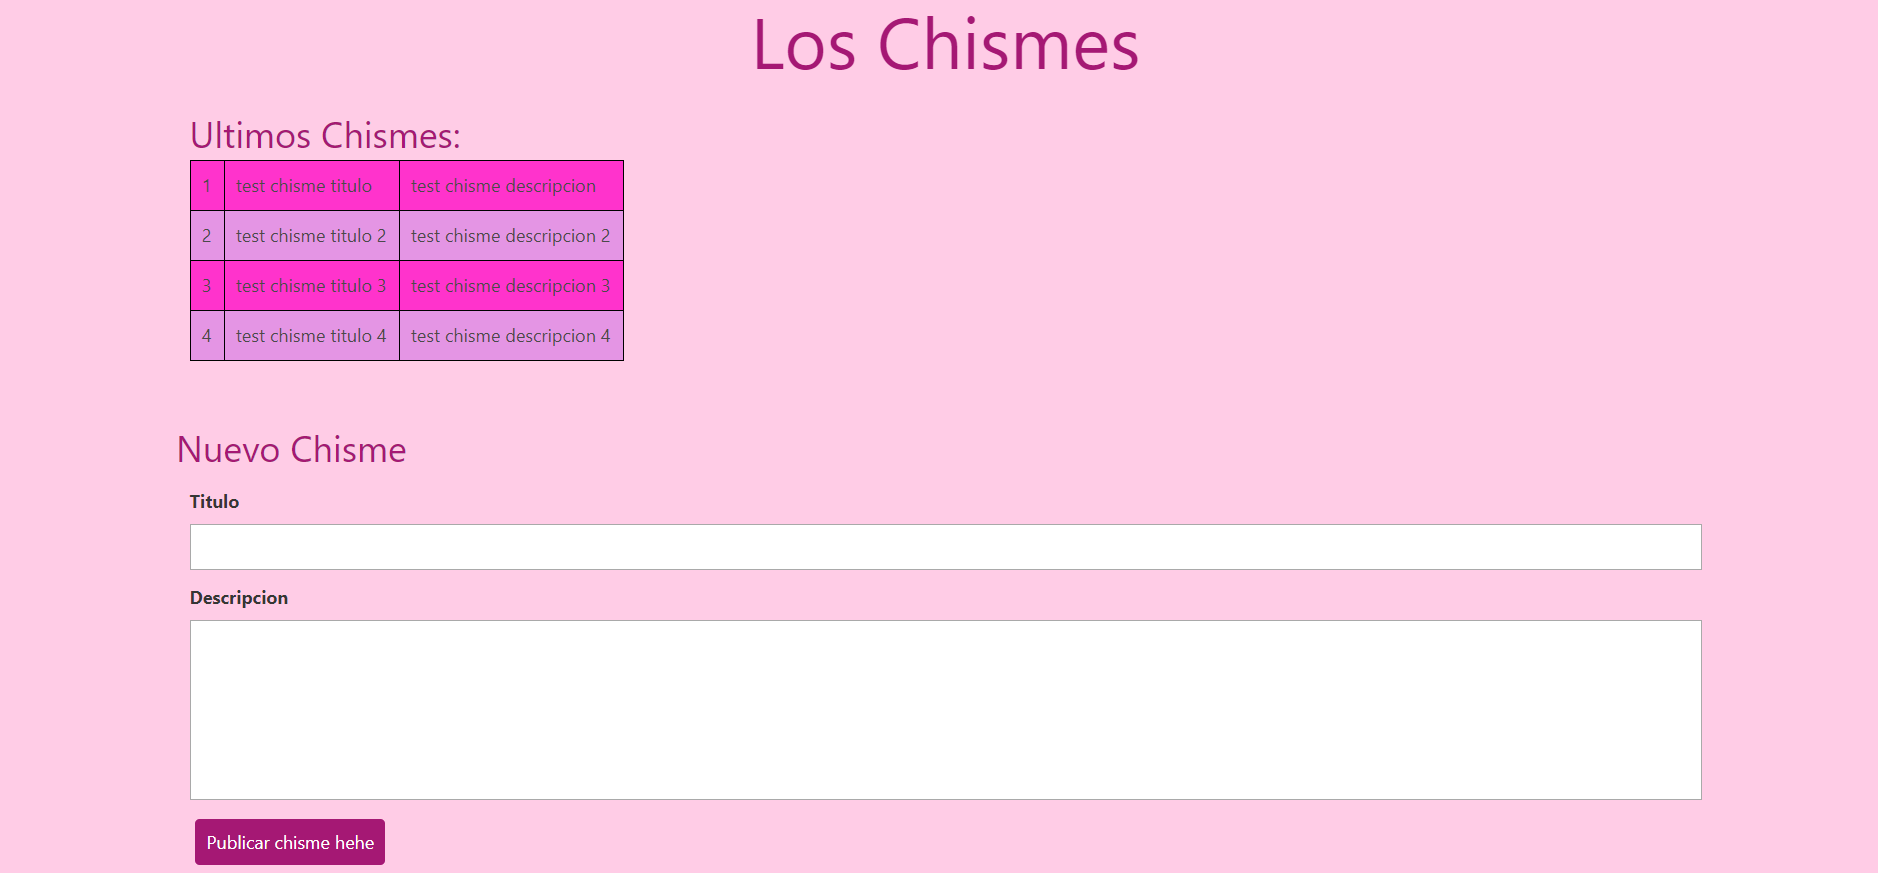 Los Chismes
Ultimos Chismes:
1 test chisme titulo test chisme descripcion
2 test chisme titulo 2 test chisme descripcion 2
3 test chisme titulo 3 test chisme descripcion 3
4 test chisme titulo 4 test chisme descripcion 4
Nuevo Chisme
Titulo
Descripcion
Publicar chisme hehe